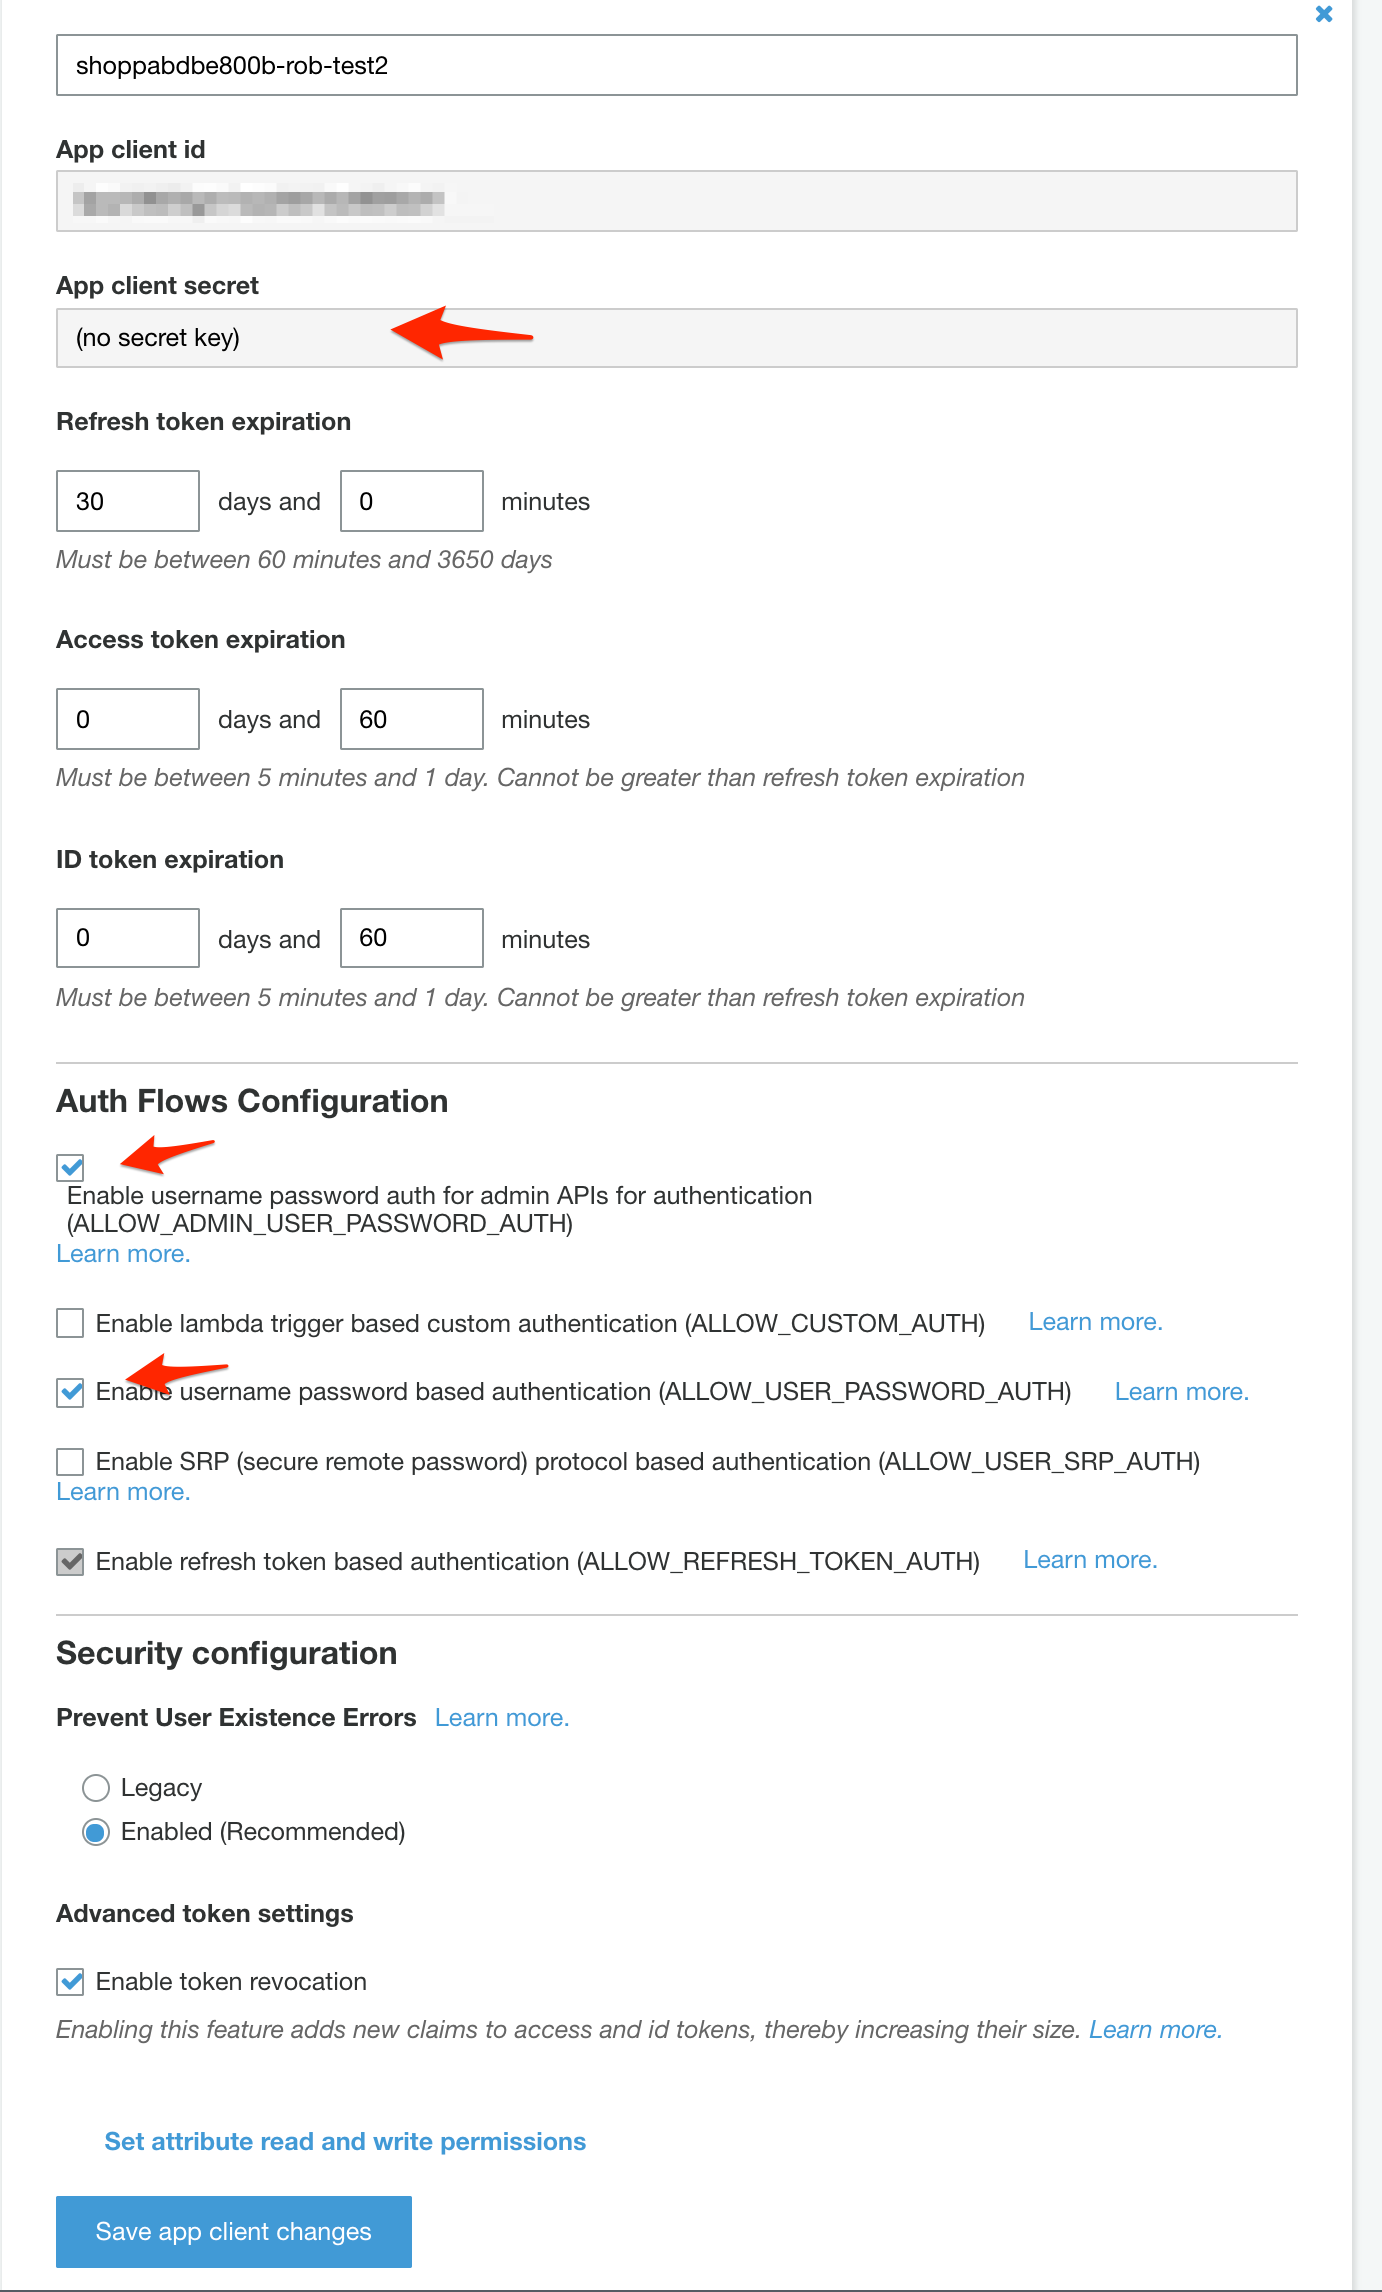 shoppabdbe800b-rob-test2
App client id
App client secret
(no secret key)
Refresh token expiration
30 days and 0 minutes
Must be between 60 minutes and 3650 days
Access token expiration
0 days and 60 minutes
Must be between 5 minutes and 1 day. Cannot be greater than refresh token expiration
ID token expiration
0 days and 60 minutes
Must be between 5 minutes and 1 day. Cannot be greater than refresh token expiration
Auth Flows Configuration
Enable username password auth for admin APIs for authentication
(ALLOW_ADMIN_USER_PASSWORD_AUTH)
Learn more.
Enable lambda trigger based custom authentication (ALLOW_CUSTOM_AUTH) Learn more.
Enable username password based authentication (ALLOW_USER_PASSWORD_AUTH) Learn more.
Enable SRP (secure remote password) protocol based authentication (ALLOW_USER_SRP_AUTH)
Learn more.
Enable refresh token based authentication (ALLOW_REFRESH_TOKEN_AUTH) Learn more.
Security configuration
Prevent User Existence Errors Learn more.
Legacy
Enabled (Recommended)
Advanced token settings
Enable token revocation
Enabling this feature adds new claims to access and id tokens, thereby increasing their size. Learn more.
Set attribute read and write permissions
Save app client changes